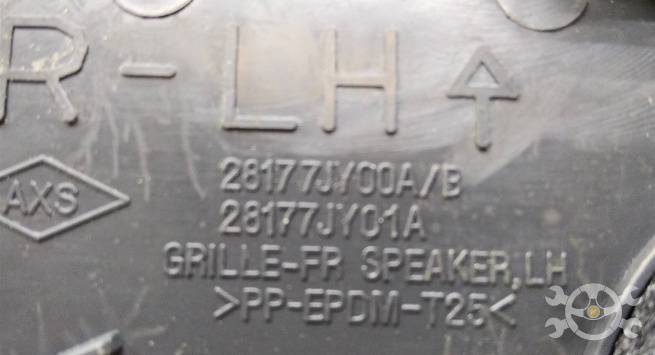 R-LH↑
28177JY00A/B
AXS
28177JY01A
GRILLE-FR SPEAKER,LH
>PP-EPDM-T25<